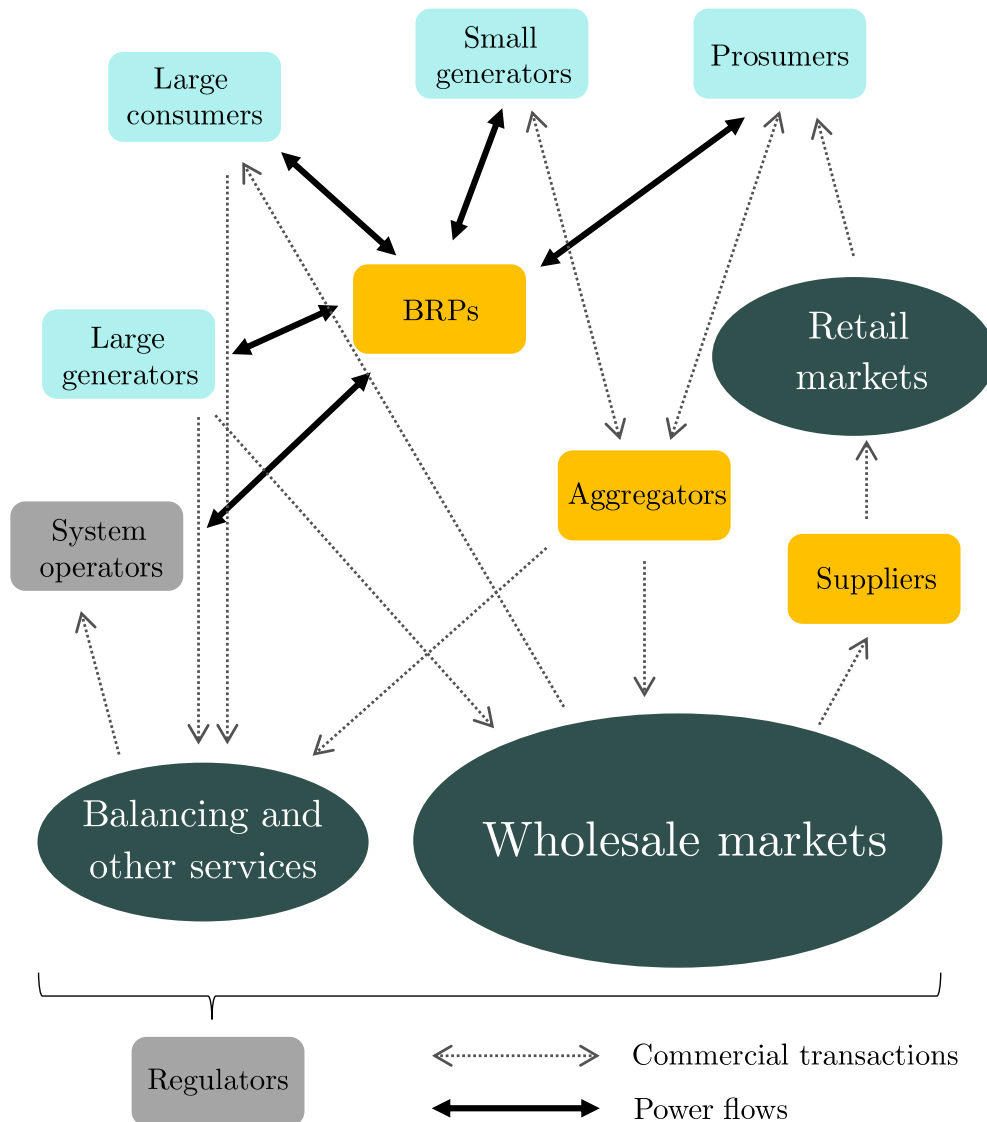 Small
generators
Prosumers
Large
consumers
BRPs
Large
generators
Retail
markets
Aggregators
System
operators
Suppliers
Balancing and
other services
Wholesale markets
Regulators
Commercial transactions
Power flows